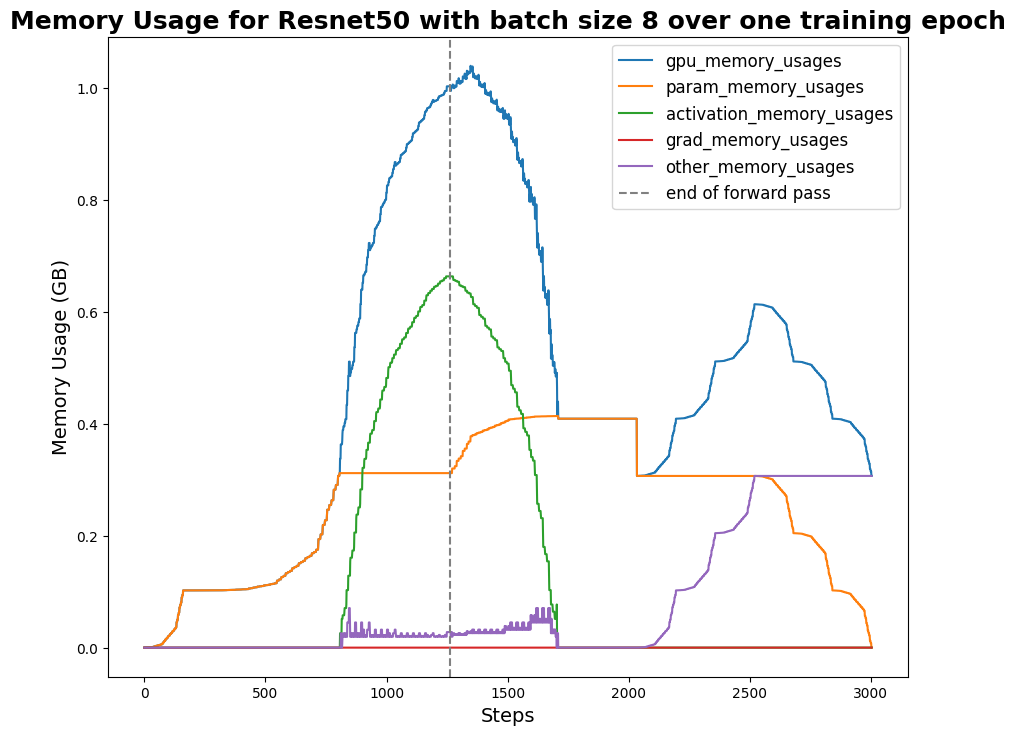 Memory Usage for Resnet50 with batch size 8 over one training epoch
gpu_memory_usages
param_memory_usages
activation_memory_usages
grad_memory_usages
other_memory_usages
end of forward pass
Memory Usage (GB)
1.0
0.8
0.6
0.4
0.2
0.0
0 500 1000 1500 2000 2500 3000
Steps